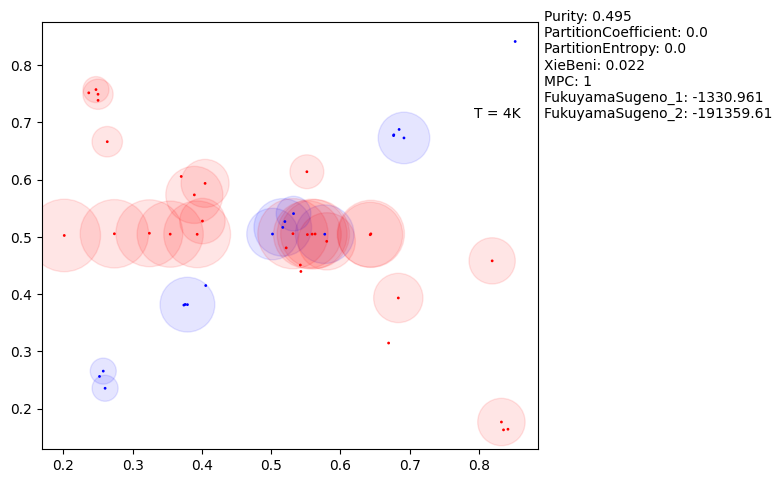 Purity: 0.495
PartitionCoefficient: 0.0
PartitionEntropy: 0.0
XieBeni: 0.022
MPC: 1
FukuyamaSugeno_1: -1330.961
FukuyamaSugeno_2: -191359.61
T = 4K
0.8
0.7
0.6
0.5
0.4
0.3
0.2
0.2 0.3 0.4 0.5 0.6 0.7 0.8